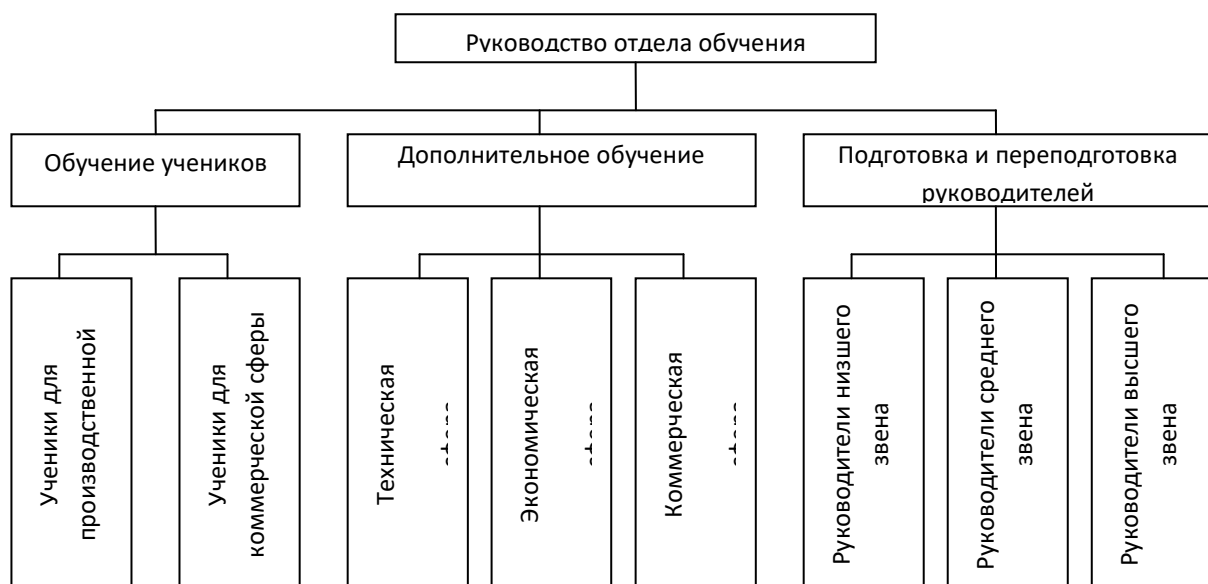 Руководство отдела обучения
Обучение учеников
Дополнительное обучение
Подготовка и переподготовка
руководителей
Ученики для
производственной
Ученики для
коммерческой сферы
Техническая
Экономическая
Коммерческая
Руководители низшего
звена
Руководители среднего
звена
Руководители высшего
звена